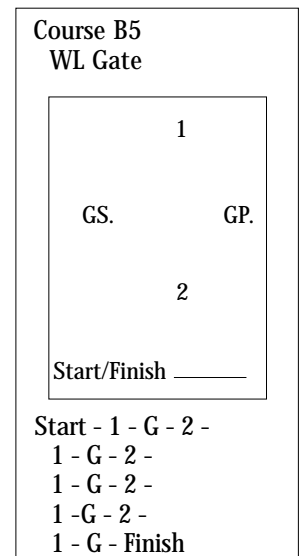 Course B5
WL Gate
1
GS. GP.
2
Start/Finish ________
Start - 1 - G - 2 -
1 - G - 2 -
1 - G - 2 -
1 -G - 2 -
1 - G - Finish